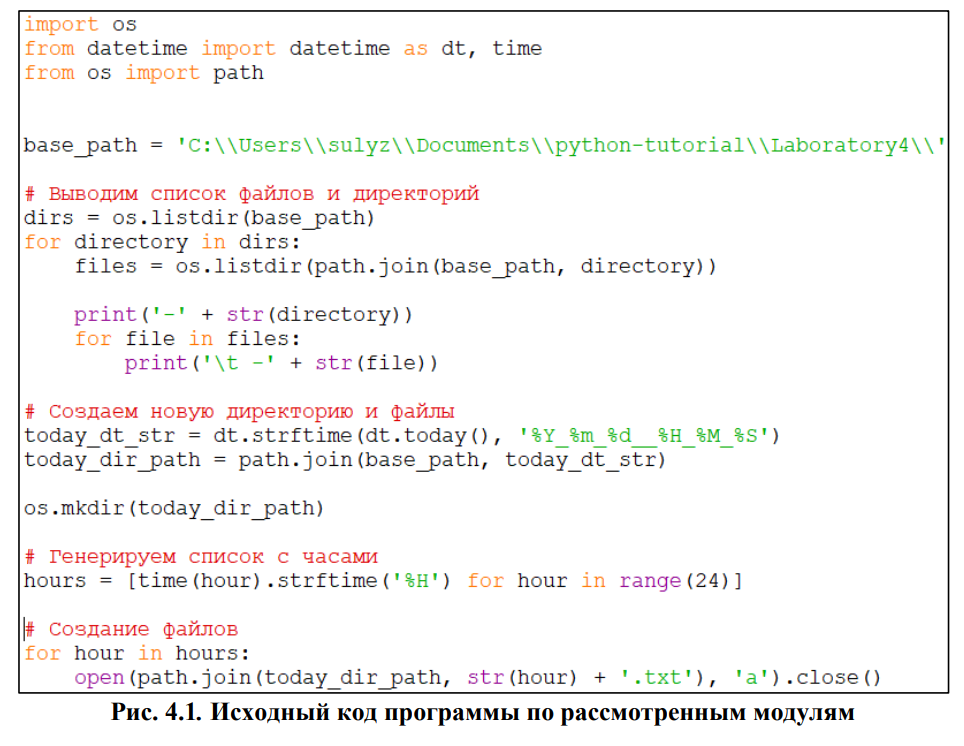 import os
from datetime import datetime as dt, time
from os import path
base_path = 'C:\\Users\\sulyz\\Documents\\python-tutorial\\Laboratory4\\'
# Выводим список файлов и директорий
dirs = os.listdir(base_path)
for directory in dirs:
    files = os.listdir(path.join(base_path, directory))
    print('-' + str(directory))
    for file in files:
        print('\t -' + str(file))
# Создаем новую директорию и файлы
today_dt_str = dt.strftime(dt.today(), '%Y_%m_%d__%H_%M_%S')
today_dir_path = path.join(base_path, today_dt_str)
os.mkdir(today_dir_path)
# Генерируем список с часами
hours = [time(hour).strftime('%H') for hour in range(24)]
# Создание файлов
for hour in hours:
    open(path.join(today_dir_path, str(hour) + '.txt'), 'a').close()
Рис. 4.1. Исходный код программы по рассмотренным модулям